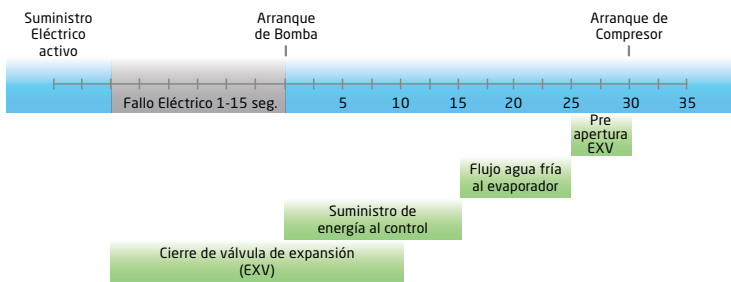 Suministro
Eléctrico
activo
Arranque
de Bomba
Arranque de
Compresor
Fallo Eléctrico 1-15 seg.
5
10
15
20
25
30
35
Pre
apertura
EXV
Flujo agua fría
al evaporador
Suministro de
energía al control
Cierre de válvula de expansión
(EXV)